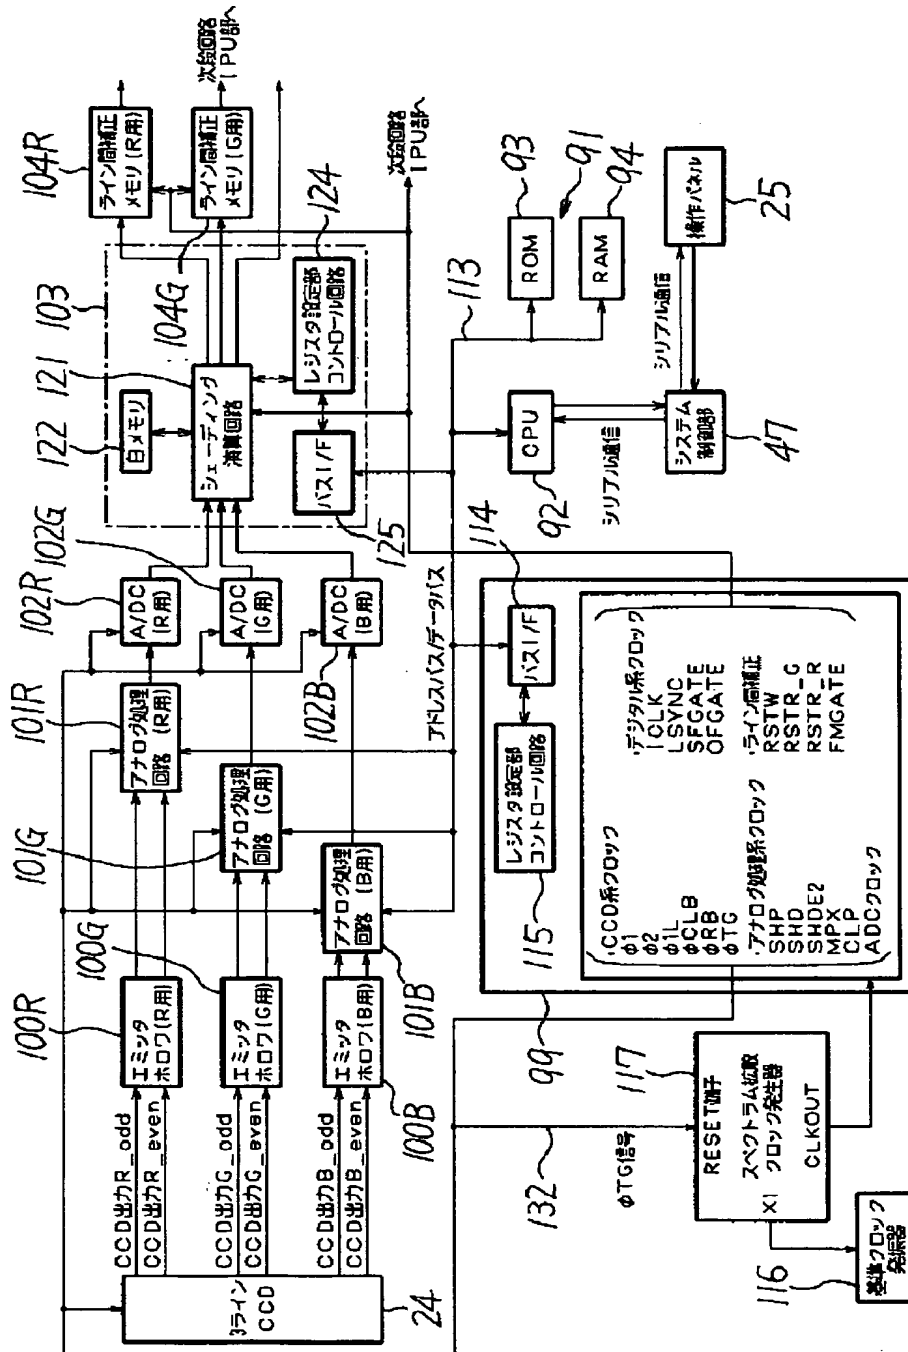 3ライン
CCD
24
CCD出力R_odd
CCD出力R_even
CCD出力G_odd
CCD出力G_even
CCD出力B_odd
CCD出力B_even
100R
エミッタ
ホロワ(R用)
100G
エミッタ
ホロワ(G用)
100B
エミッタ
ホロワ(B用)
101R
アナログ処理
回路 (R用)
101G
アナログ処理
回路 (G用)
101B
アナログ処理
回路 (B用)
102R
A/DC
(R用)
102G
A/DC
(G用)
102B
A/DC
(B用)
103
121
シェーディング
演算回路
122
白メモリ
124
レジスタ設定部
コントロール回路
125
バスI/F
104R
ライン間補正
メモリ(R用)
104G
ライン間補正
メモリ(G用)
次段回路
IPU部へ
次段回路
IPU部へ
アドレスバス/データバス
113
93
ROM
91
94
RAM
CPU
92
シリアル通信
システム
制御部
47
シリアル通信
操作パネル
25
114
バスI/F
115
レジスタ設定部
コントロール回路
99
・CCD系クロック
φ1
φ2
φ1L
φCLB
φRB
φTG
・アナログ処理系クロック
SHP
SHD
SHDE2
MPX
CLP
ADCクロック
・デジタル系クロック
ICLK
LSYNC
SFGATE
OFGATE
・ライン間補正
RSTW
RSTR_G
RSTR_R
FMGATE
132
φTG信号
117
RESET端子
スペクトラム拡散
クロック発生器
X1
CLKOUT
116
基準クロック
発振器